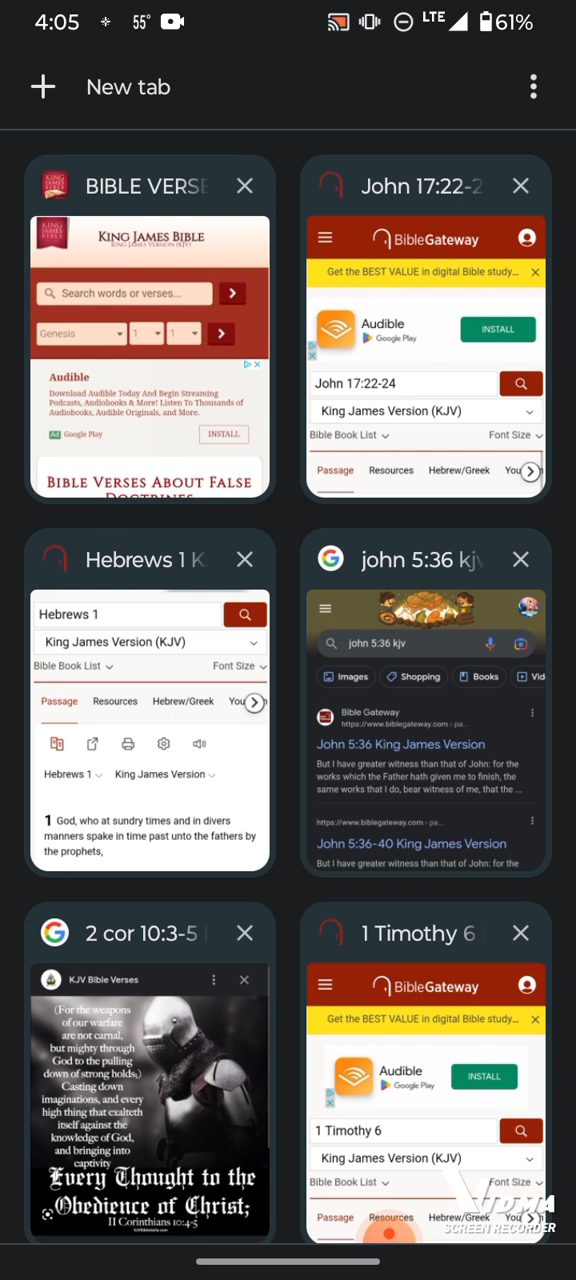 4:05 55° LTE 61%
New tab
BIBLE VERSE
KING JAMES BIBLE
KING JAMES BIBLE
KING JAMES VERSION (KJV)
Search words or verses...
Genesis 1 1
Audible
Download Audible Today And Begin Streaming
Podcasts, Audiobooks & More! Listen To Thousands of
Audiobooks, Audible Originals, and More.
Ad Google Play INSTALL
BIBLE VERSES ABOUT FALSE
DOCTRINES
John 17:22-2
BibleGateway
Get the BEST VALUE in digital Bible study...
Audible
Google Play
INSTALL
John 17:22-24
King James Version (KJV)
Bible Book List Font Size
Passage Resources Hebrew/Greek You
Hebrews 1 K
Hebrews 1
King James Version (KJV)
Bible Book List Font Size
Passage Resources Hebrew/Greek You
Hebrews 1 King James Version
1 God, who at sundry times and in divers
manners spake in time past unto the fathers by
the prophets,
john 5:36 kjv
john 5:36 kjv
Images Shopping Books Vid
Bible Gateway
https://www.biblegateway.com › pa...
John 5:36 King James Version
But I have greater witness than that of John: for the
works which the Father hath given me to finish, the
same works that I do, bear witness of me, that the ...
https://www.biblegateway.com › pa...
John 5:36-40 King James Version
But I have greater witness than that of John: for the
2 cor 10:3-5
KJV Bible Verses
(For the weapons
of our warfare
are not carnal,
but mighty through
God to the pulling
down of strong holds;)
Casting down
imaginations, and every
high thing that exalteth
itself against the
knowledge of God,
and bringing into
captivity
Every Thought to the
Obedience of Christ;
II Corinthians 10:4-5
1 Timothy 6
BibleGateway
Get the BEST VALUE in digital Bible study...
Audible
Google Play
INSTALL
1 Timothy 6
King James Version (KJV)
Bible Book List Font Size
Passage Resources Hebrew/Greek You
VIDMA
SCREEN RECORDER